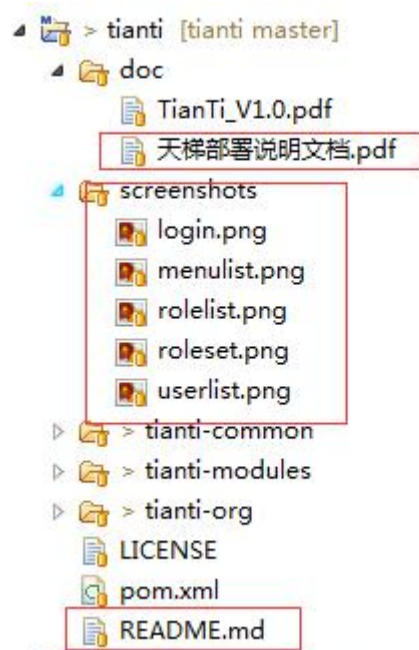 > tianti [tianti master]
doc
TianTi_V1.0.pdf
天梯部署说明文档.pdf
screenshots
login.png
menulist.png
rolelist.png
roleset.png
userlist.png
> tianti-common
> tianti-modules
> tianti-org
LICENSE
pom.xml
README.md